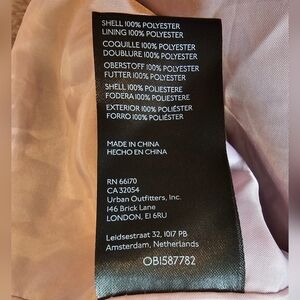 SHELL 100% POLYESTER
LINING 100% POLYESTER
COQUILLE 100% POLYESTER
DOUBLURE 100% POLYESTER
OBERSTOFF 100% POLYESTER
FUTTER 100% POLYESTER
SHELL 100% POLIESTERE
FODERA 100% POLIESTERE
EXTERIOR 100% POLIÉSTER
FORRO 100% POLIÉSTER
MADE IN CHINA
HECHO EN CHINA
RN 66170
CA 32054
Urban Outfitters, Inc.
146 Brick Lane
LONDON, E1 6RU
Leidsestraat 32, 1017 PB
Amsterdam, Netherlands
OB1587782